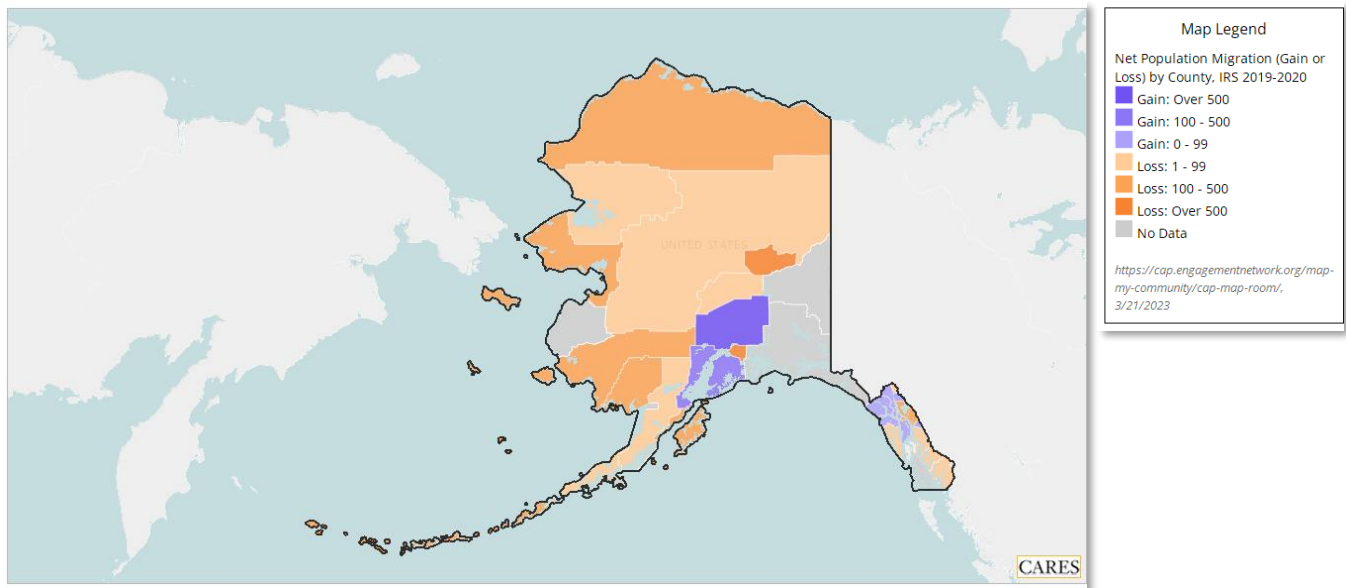 Map Legend
Net Population Migration (Gain or
Loss) by County, IRS 2019-2020
Gain: Over 500
Gain: 100 - 500
Gain: 0 - 99
Loss: 1 - 99
Loss: 100 - 500
Loss: Over 500
No Data
https://cap.engagementnetwork.org/map-
my-community/cap-map-room/,
3/21/2023
UNITED STATES
CARES